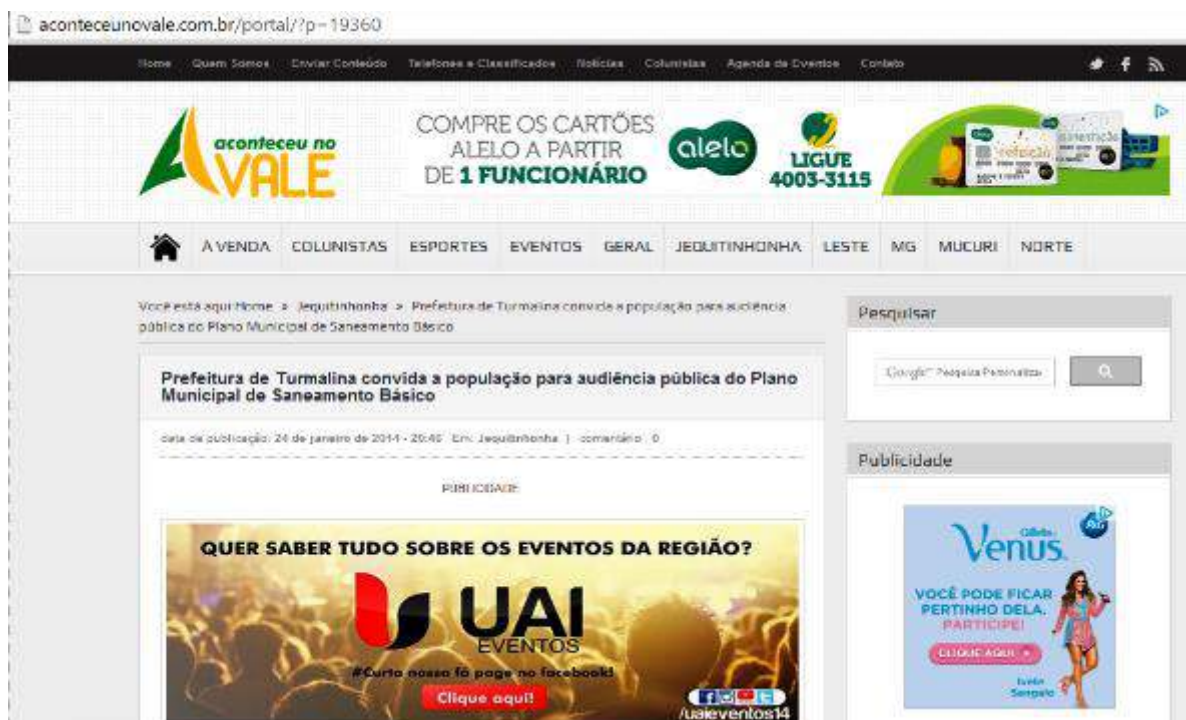 aconteceunovale.com.br/portal/?p=19360
Home Quem Somos Enviar Conteúdo Telefones e Classificados Notícias Colunistas Agenda de Eventos Contato
aconteceu no
VALE
COMPRE OS CARTÕES
ALELO A PARTIR
DE 1 FUNCIONÁRIO
alelo
LIGUE
4003-3115
A VENDA COLUNISTAS ESPORTES EVENTOS GERAL JEQUITINHONHA LESTE MG MUCURI NORTE
Você está aqui: Home » Jequitinhonha » Prefeitura de Turmalina convida a população para audiência
pública do Plano Municipal de Saneamento Básico
Prefeitura de Turmalina convida a população para audiência pública do Plano
Municipal de Saneamento Básico
data de publicação: 24 de janeiro de 2014 - 20:46 Em: Jequitinhonha | comentário 0
PUBLICIDADE
QUER SABER TUDO SOBRE OS EVENTOS DA REGIÃO?
UAI
EVENTOS
#Curta nossa fã page no facebook!
Clique aqui!
/uaieventos14
Pesquisar
Google Pesquisa Personalizada
Publicidade
Gillette
Venus
VOCÊ PODE FICAR
PERTINHO DELA.
PARTICIPE!
CLIQUE AQUI
Ivete
Sangalo